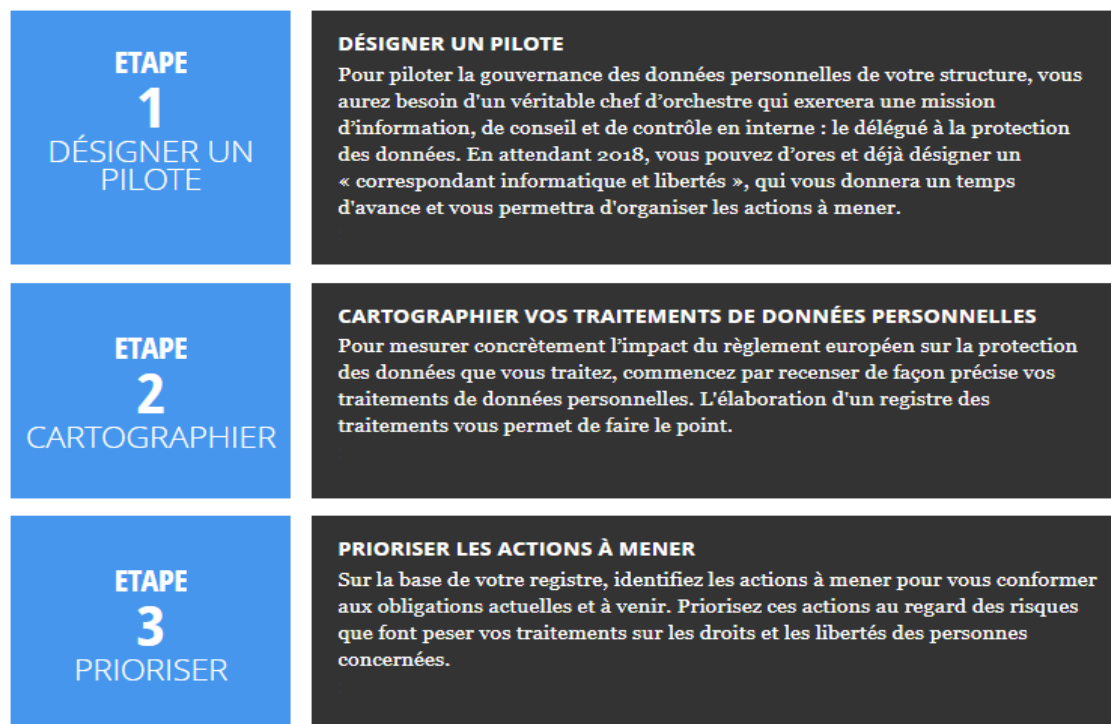 ETAPE
1
DÉSIGNER UN
PILOTE
DÉSIGNER UN PILOTE
Pour piloter la gouvernance des données personnelles de votre structure, vous
aurez besoin d'un véritable chef d’orchestre qui exercera une mission
d’information, de conseil et de contrôle en interne : le délégué à la protection
des données. En attendant 2018, vous pouvez d’ores et déjà désigner un
« correspondant informatique et libertés », qui vous donnera un temps
d'avance et vous permettra d'organiser les actions à mener.
ETAPE
2
CARTOGRAPHIER
CARTOGRAPHIER VOS TRAITEMENTS DE DONNÉES PERSONNELLES
Pour mesurer concrètement l’impact du règlement européen sur la protection
des données que vous traitez, commencez par recenser de façon précise vos
traitements de données personnelles. L'élaboration d'un registre des
traitements vous permet de faire le point.
ETAPE
3
PRIORISER
PRIORISER LES ACTIONS À MENER
Sur la base de votre registre, identifiez les actions à mener pour vous conformer
aux obligations actuelles et à venir. Priorisez ces actions au regard des risques
que font peser vos traitements sur les droits et les libertés des personnes
concernées.